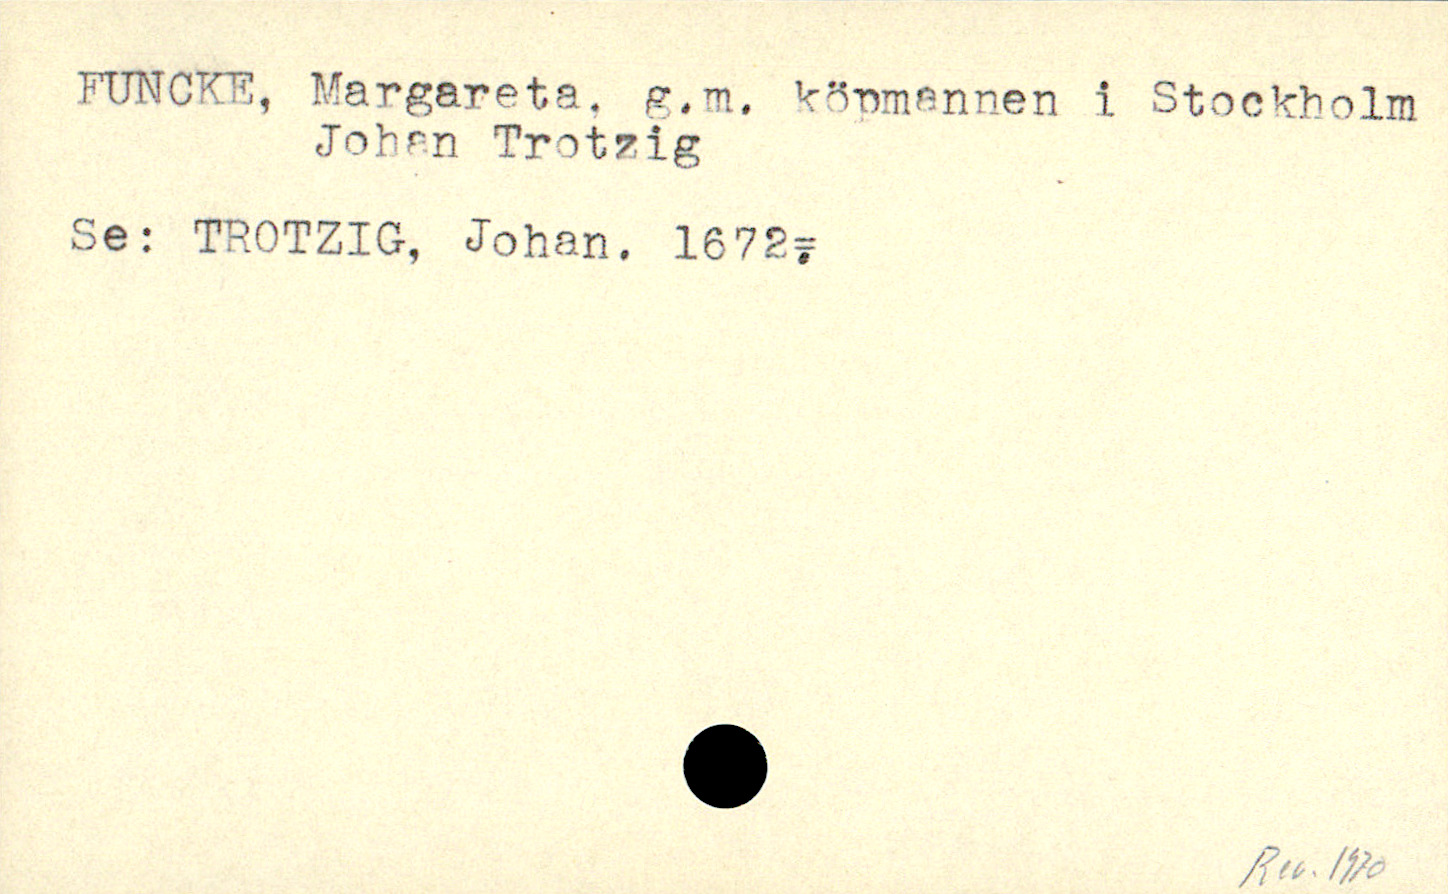 FUNCKE, Margareta, g.m. köpmannen i Stockholm
Johan Trotzig
Se: TROTZIG, Johan. 1672.
Rev. 1970